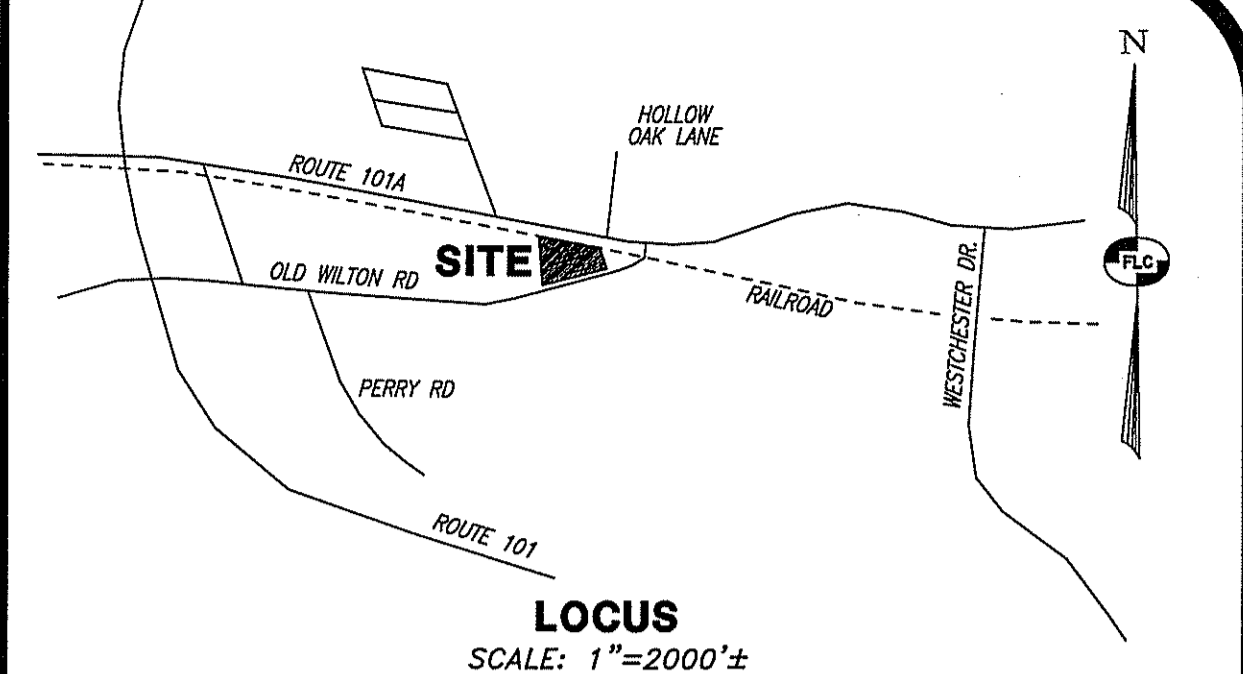 N
HOLLOW
OAK LANE
ROUTE 101A
SITE
OLD WILTON RD
FLC
RAILROAD
WESTCHESTER DR.
PERRY RD
ROUTE 101
LOCUS
SCALE: 1"=2000'±